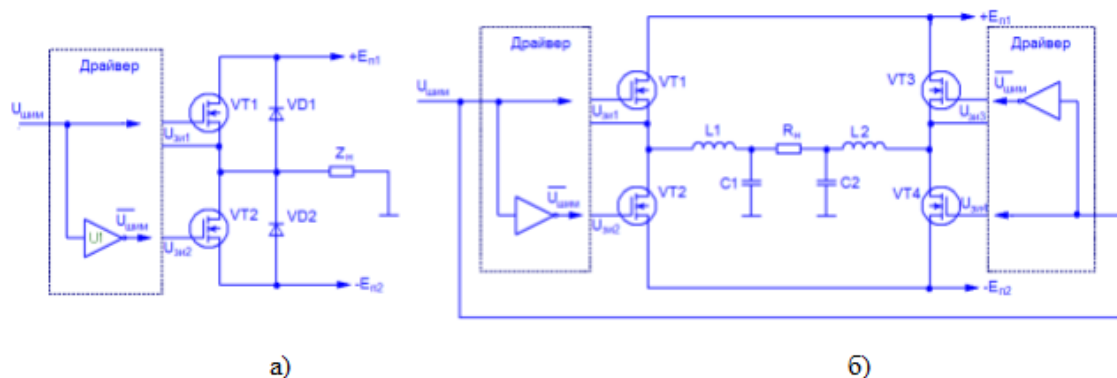 Драйвер
Uшим
U1
Uшим
Uзи1
Uзи2
VT1
VT2
VD1
VD2
+Eп1
Zн
-Eп2
а)
Драйвер
Uшим
Uшим
Uзи1
Uзи2
VT1
VT2
L1
C1
Rн
C2
L2
+Eп1
-Eп2
VT3
VT4
Драйвер
Uшим
Uзи3
Uзи4
б)